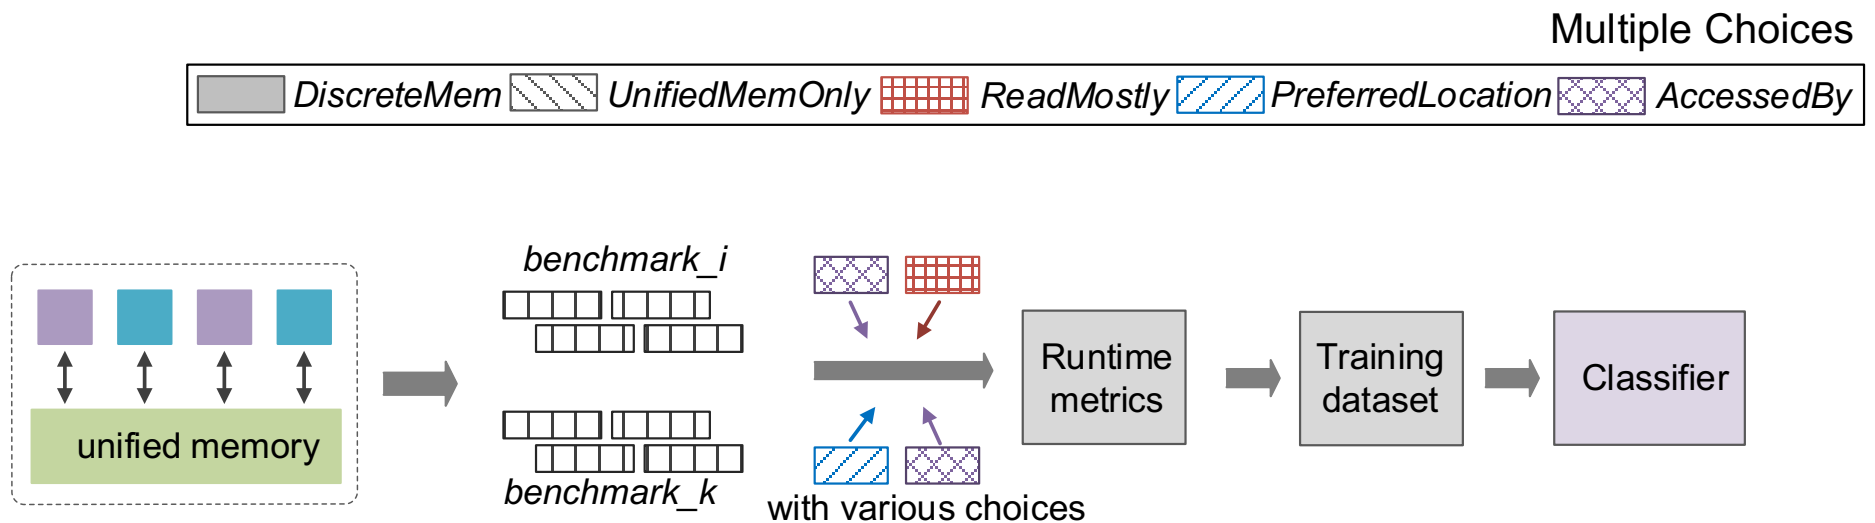 Multiple Choices
DiscreteMem UnifiedMemOnly ReadMostly PreferredLocation AccessedBy
benchmark_i
unified memory
benchmark_k
with various choices
Runtime
metrics
Training
dataset
Classifier